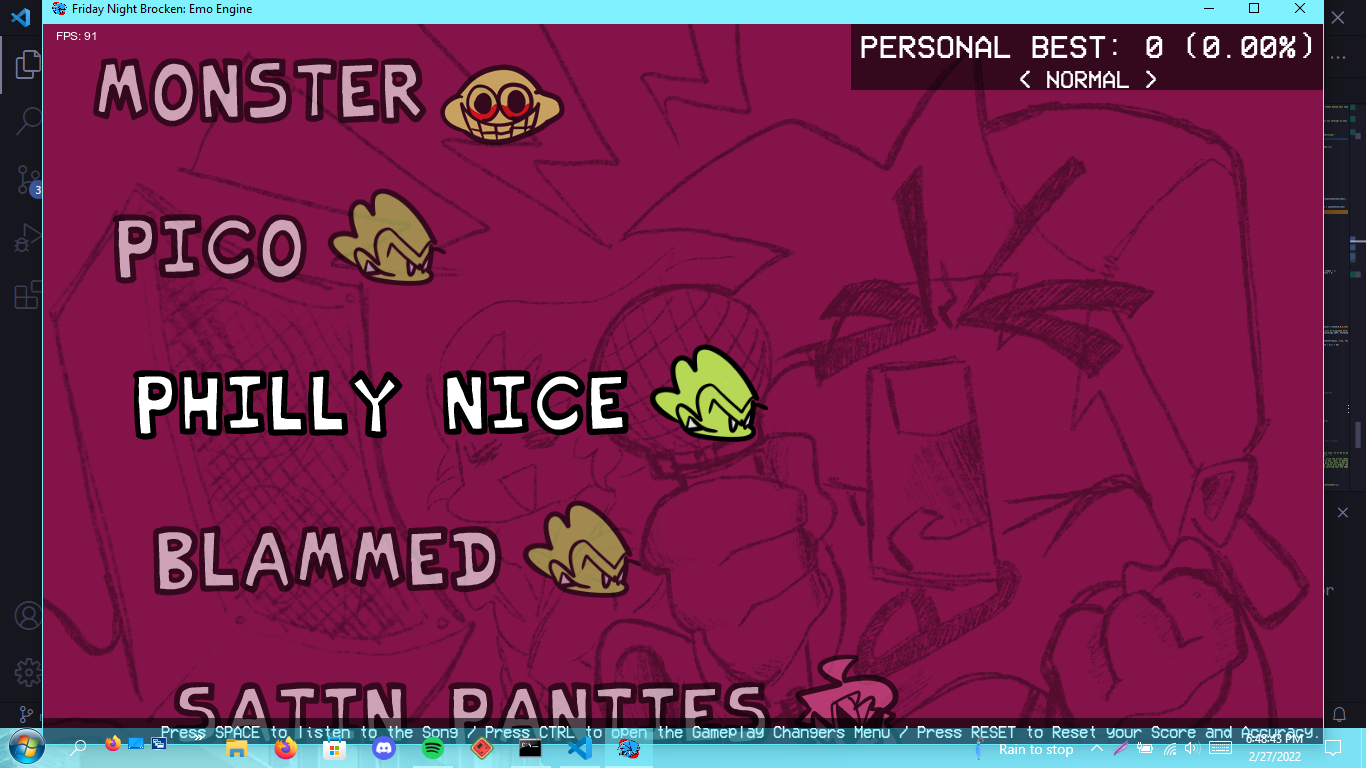 Friday Night Brocken: Emo Engine
FPS: 91
PERSONAL BEST: 0 (0.00%)
< NORMAL >
MONSTER
PICO
PHILLY NICE
BLAMMED
SATIN PANTIES
3
Press SPACE to listen to the Song / Press CTRL to open the Gameplay Changers Menu / Press RESET to Reset your Score and Accuracy.
Rain to stop
6:48:43 PM
2/27/2022